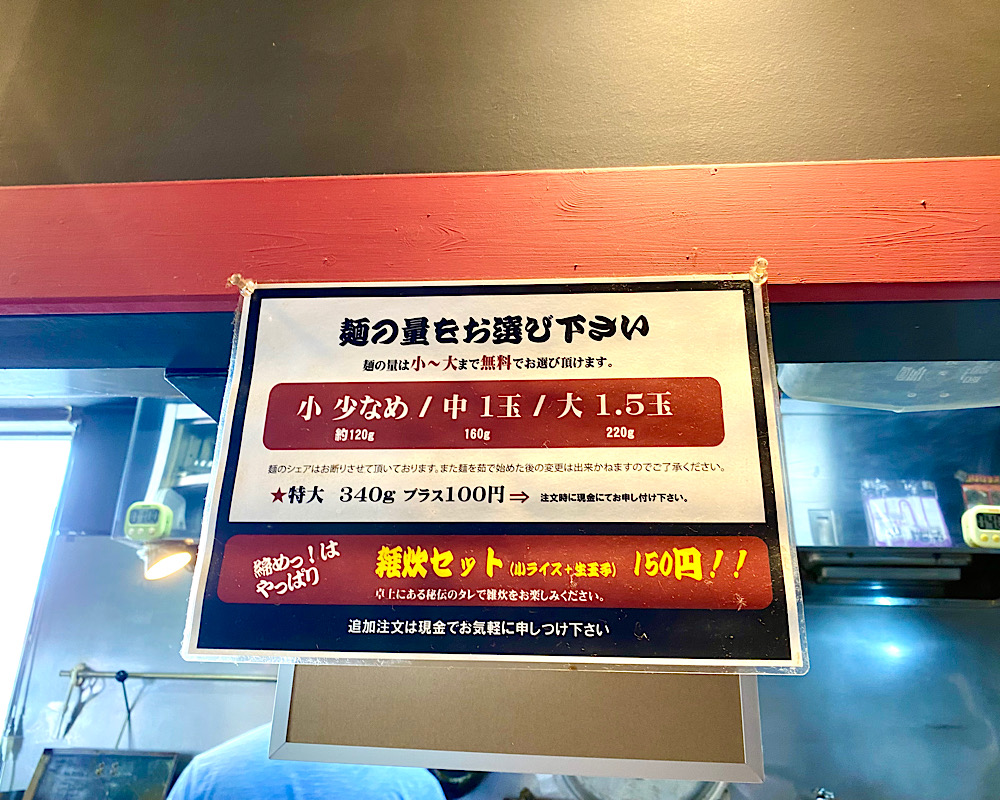 麺の量をお選び下さい
麺の量は小〜大まで無料でお選び頂けます。
小 少なめ / 中 1玉 / 大 1.5玉
約120g 160g 220g
麺のシェアはお断りさせて頂いております。また麺を茹で始めた後の変更は出来かねますのでご了承ください。
★特大 340g プラス100円⇒ 注文時に現金にてお申し付け下さい。
締めっ!は
やっぱり
雑炊セット(小ライス+生玉子) 150円!!
卓上にある秘伝のタレで雑炊をお楽しみください。
追加注文は現金でお気軽に申しつけ下さい